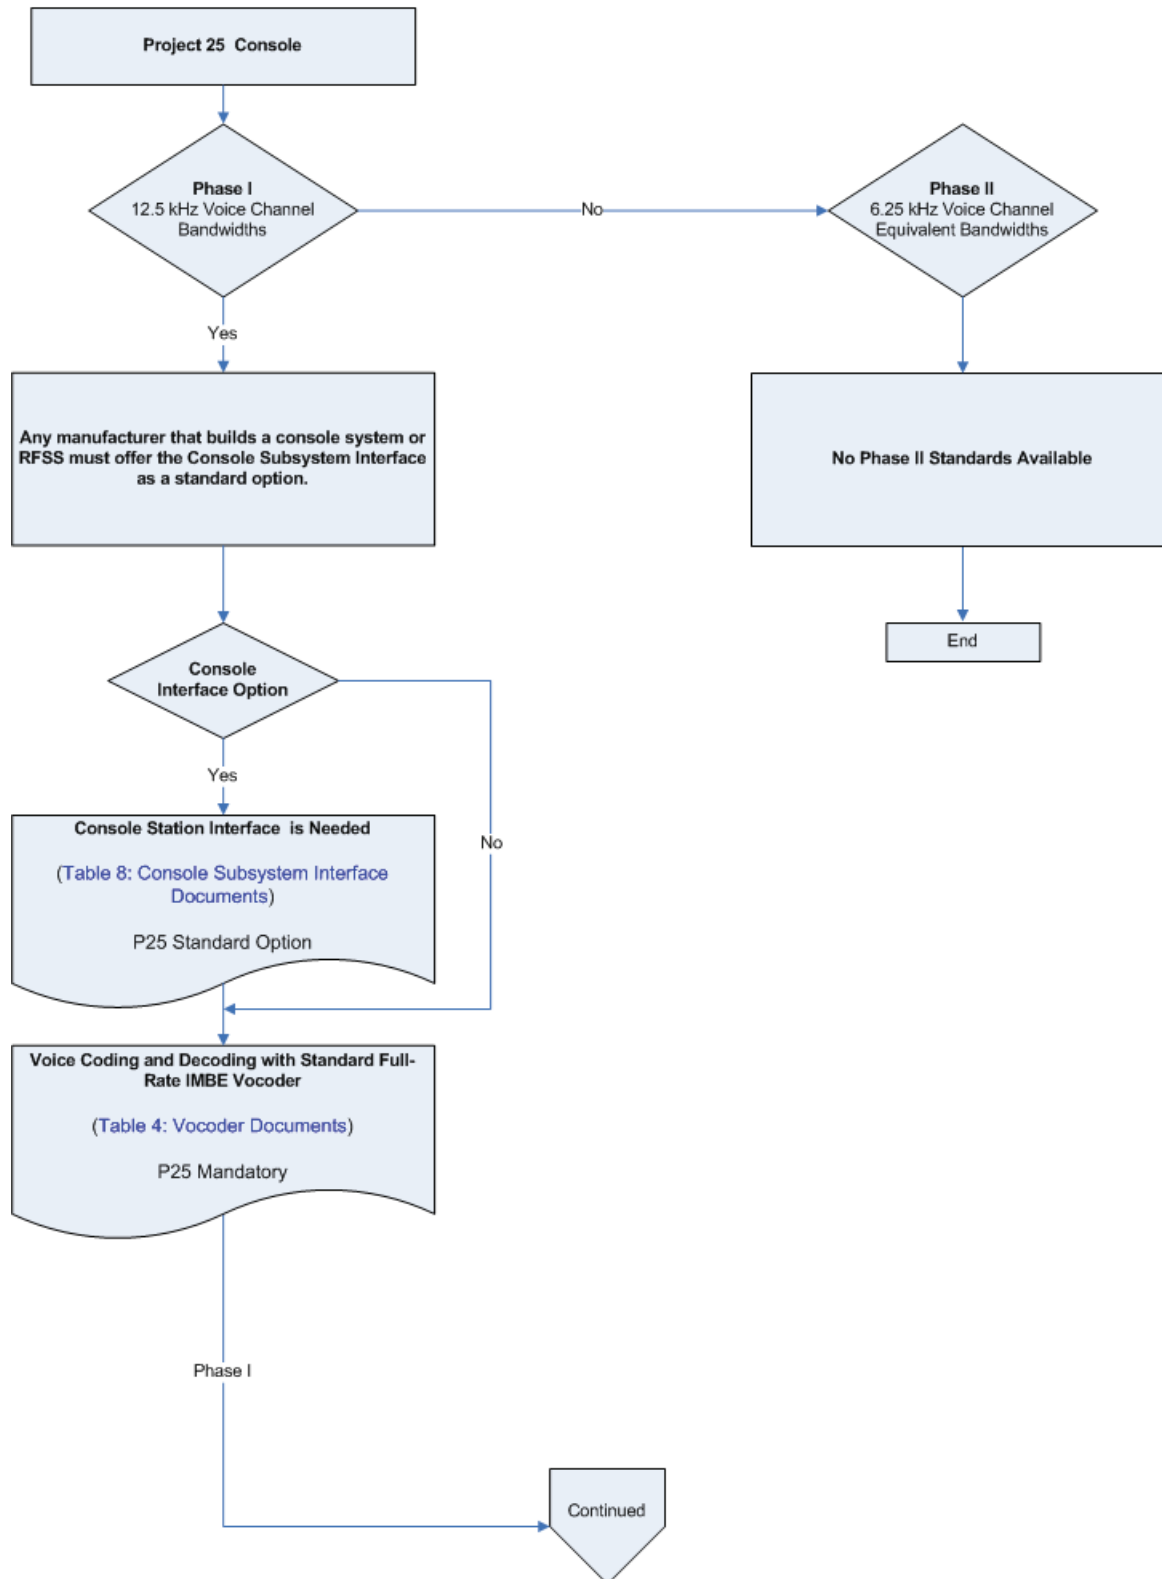 Project 25 Console
Phase I
12.5 kHz Voice Channel
Bandwidths
No
Phase II
6.25 kHz Voice Channel
Equivalent Bandwidths
Yes
Any manufacturer that builds a console system or
RFSS must offer the Console Subsystem Interface
as a standard option.
No Phase II Standards Available
End
Console
Interface Option
Yes
No
Console Station Interface is Needed
(Table 8: Console Subsystem Interface
Documents)
P25 Standard Option
Voice Coding and Decoding with Standard Full-
Rate IMBE Vocoder
(Table 4: Vocoder Documents)
P25 Mandatory
Phase I
Continued